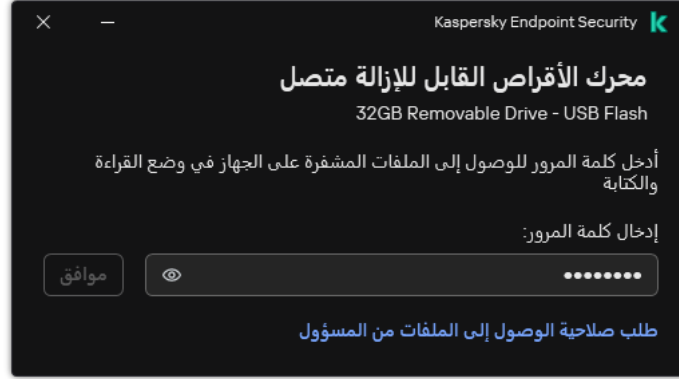 Kaspersky Endpoint Security
محرك الأقراص القابل للإزالة متصل
32GB Removable Drive - USB Flash
أدخل كلمة المرور للوصول إلى الملفات المشفرة على الجهاز في وضع القراءة
والكتابة
إدخال كلمة المرور:
••••••••
موافق
طلب صلاحية الوصول إلى الملفات من المسؤول